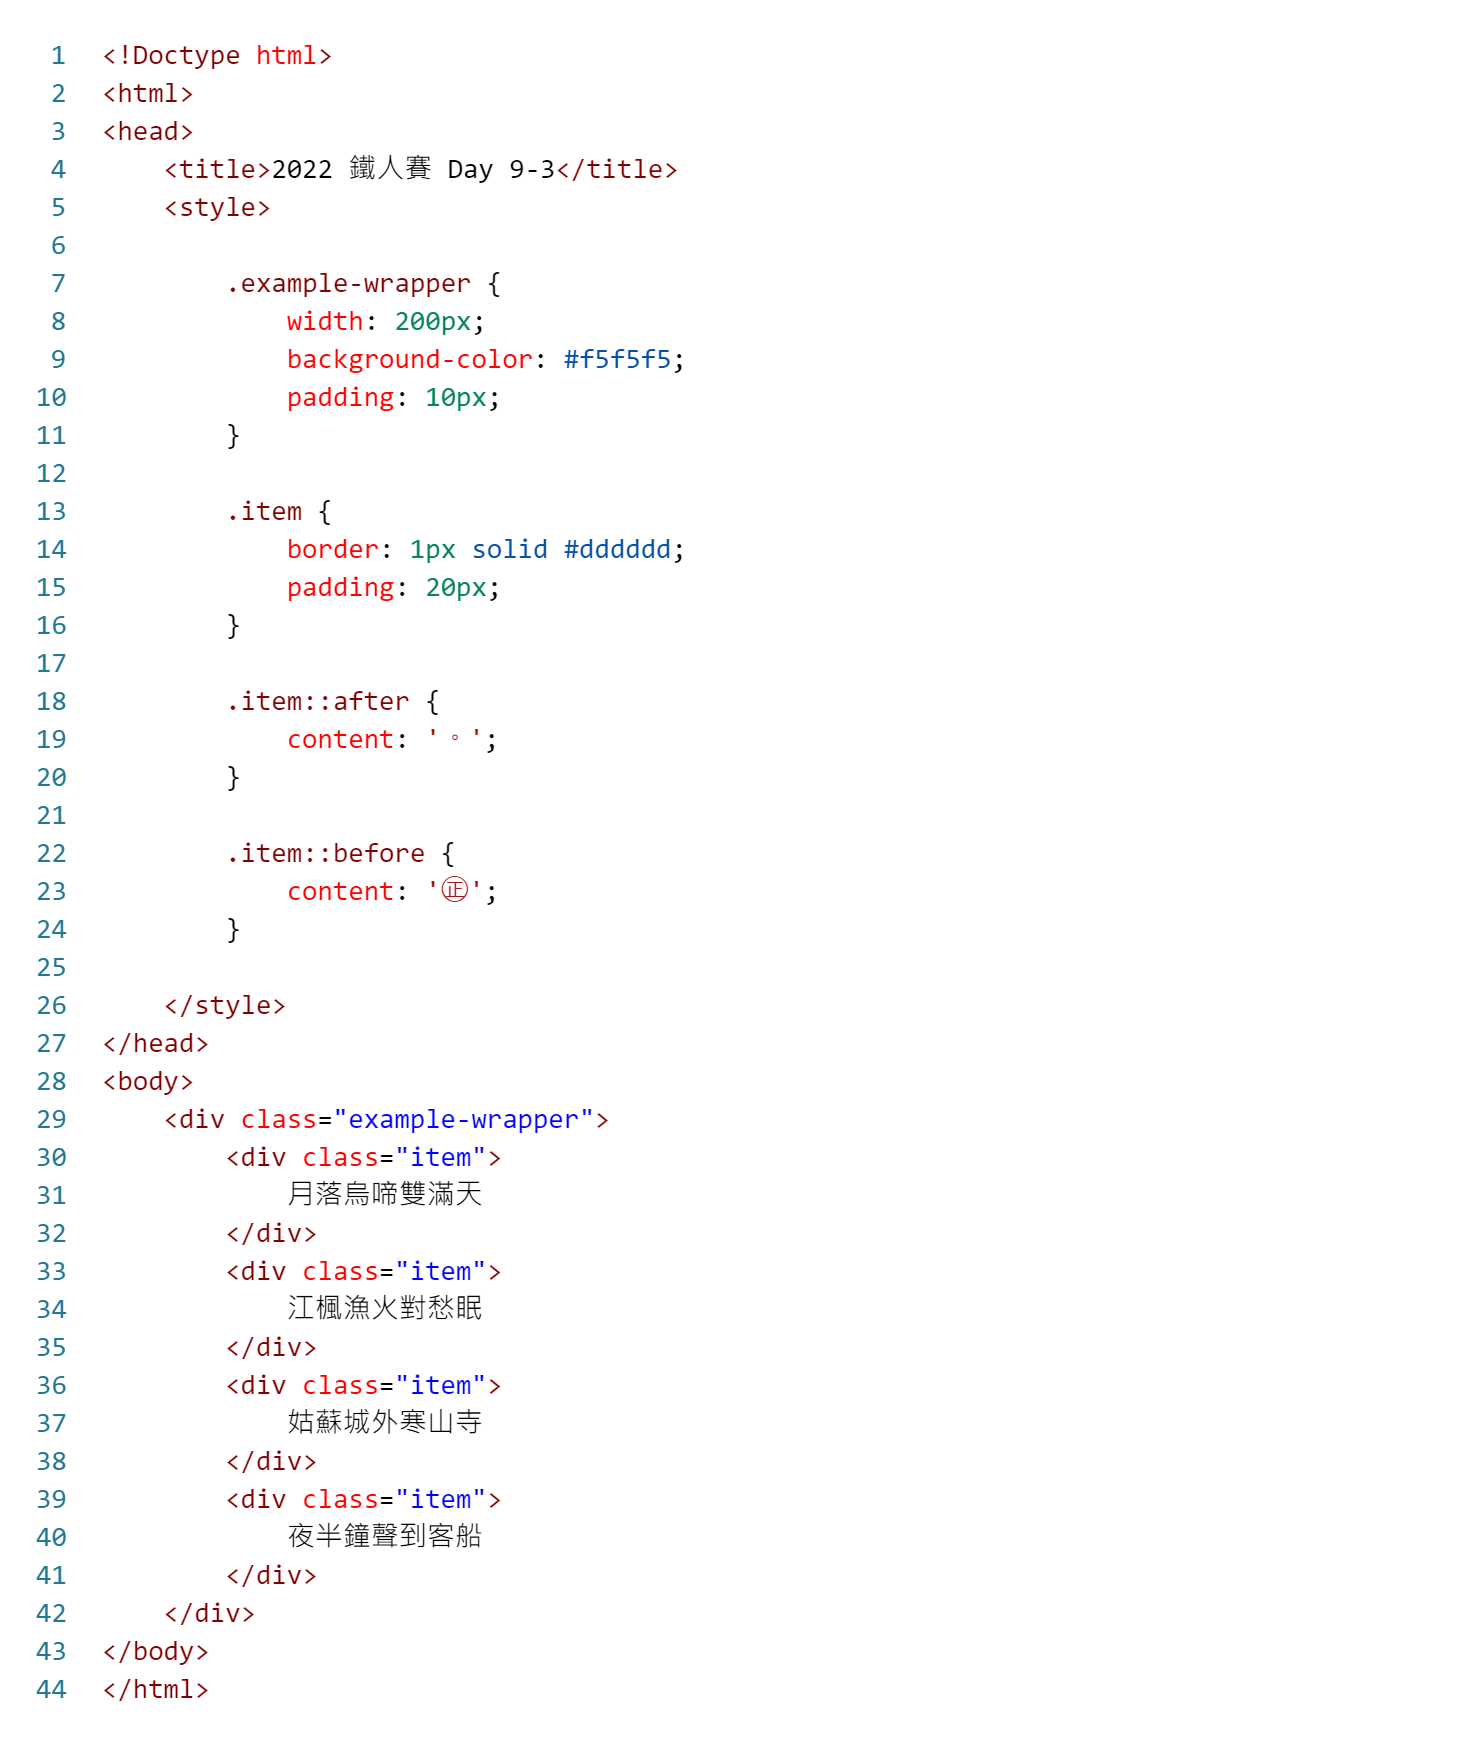 1 <!Doctype html>
2 <html>
3 <head>
4     <title>2022 鐵人賽 Day 9-3</title>
5     <style>
6
7         .example-wrapper {
8             width: 200px;
9             background-color: #f5f5f5;
10             padding: 10px;
11         }
12
13         .item {
14             border: 1px solid #dddddd;
15             padding: 20px;
16         }
17
18         .item::after {
19             content: '。';
20         }
21
22         .item::before {
23             content: '㊣';
24         }
25
26     </style>
27 </head>
28 <body>
29     <div class="example-wrapper">
30         <div class="item">
31             月落烏啼雙滿天
32         </div>
33         <div class="item">
34             江楓漁火對愁眠
35         </div>
36         <div class="item">
37             姑蘇城外寒山寺
38         </div>
39         <div class="item">
40             夜半鐘聲到客船
41         </div>
42     </div>
43 </body>
44 </html>